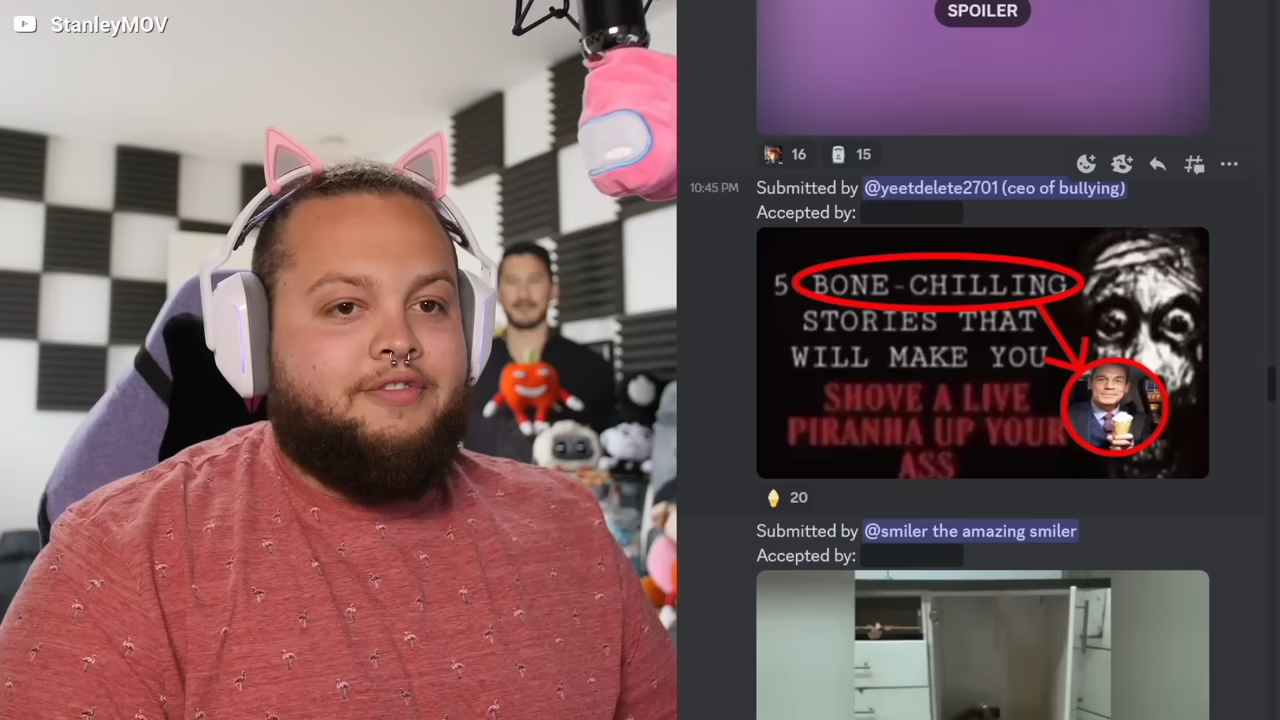 StanleyMOV
SPOILER
16 15
10:45 PM Submitted by @yeetdelete2701 (ceo of bullying)
Accepted by:
5 BONE-CHILLING
STORIES THAT
WILL MAKE YOU
SHOVE A LIVE
PIRANHA UP YOUR
ASS
20
Submitted by @smiler the amazing smiler
Accepted by: